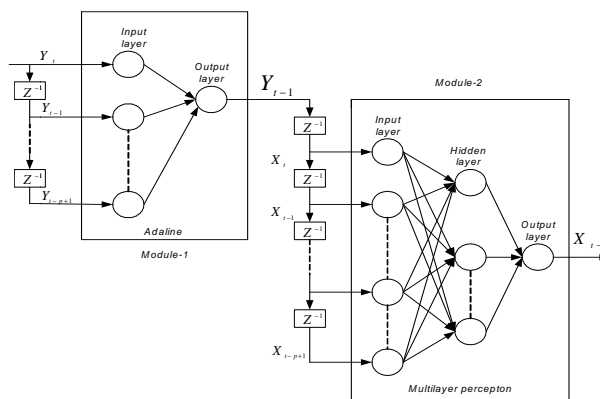 Input layer
Output layer
Y t
Z⁻¹
Y t-1
Z⁻¹
Y t-p+1
Adaline
Module-1
Y t-1
Module-2
Z⁻¹
Input layer
Hidden layer
Output layer
X t
Z⁻¹
X t-1
Z⁻¹
Z⁻¹
X t-p+1
X t-
Multilayer percepton